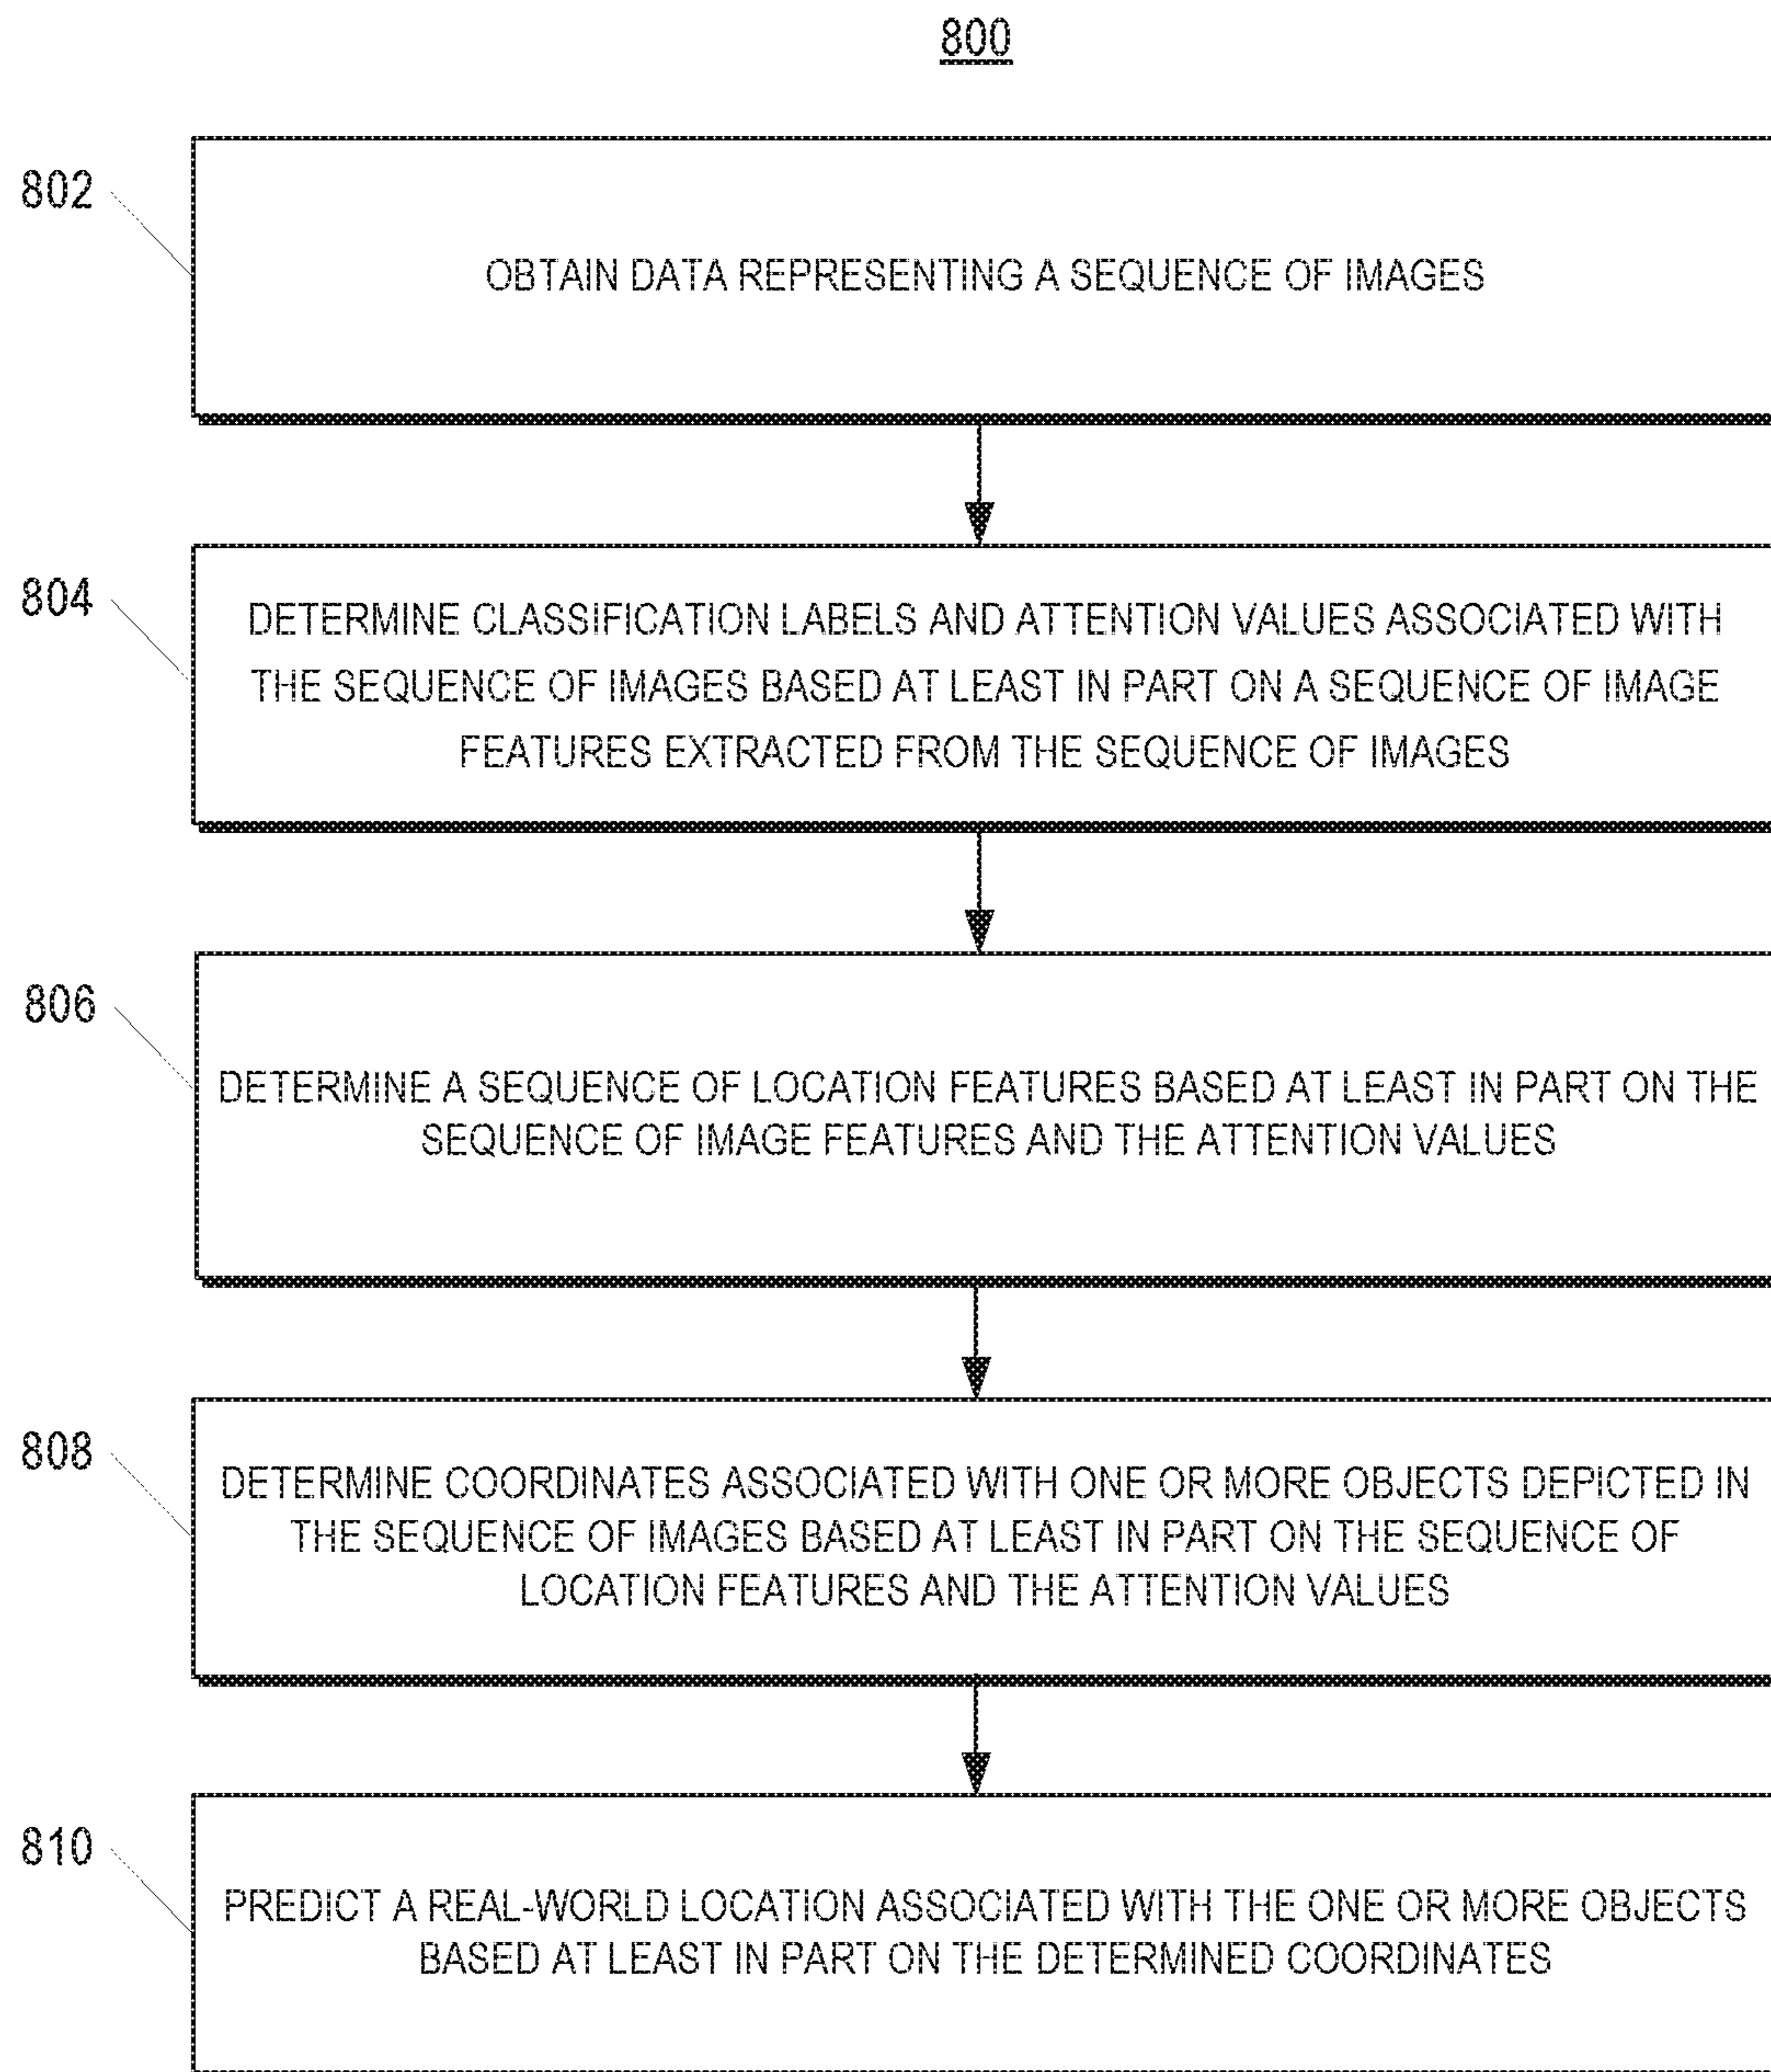 800
802
OBTAIN DATA REPRESENTING A SEQUENCE OF IMAGES
804
DETERMINE CLASSIFICATION LABELS AND ATTENTION VALUES ASSOCIATED WITH
THE SEQUENCE OF IMAGES BASED AT LEAST IN PART ON A SEQUENCE OF IMAGE
FEATURES EXTRACTED FROM THE SEQUENCE OF IMAGES
806
DETERMINE A SEQUENCE OF LOCATION FEATURES BASED AT LEAST IN PART ON THE
SEQUENCE OF IMAGE FEATURES AND THE ATTENTION VALUES
808
DETERMINE COORDINATES ASSOCIATED WITH ONE OR MORE OBJECTS DEPICTED IN
THE SEQUENCE OF IMAGES BASED AT LEAST IN PART ON THE SEQUENCE OF
LOCATION FEATURES AND THE ATTENTION VALUES
810
PREDICT A REAL-WORLD LOCATION ASSOCIATED WITH THE ONE OR MORE OBJECTS
BASED AT LEAST IN PART ON THE DETERMINED COORDINATES